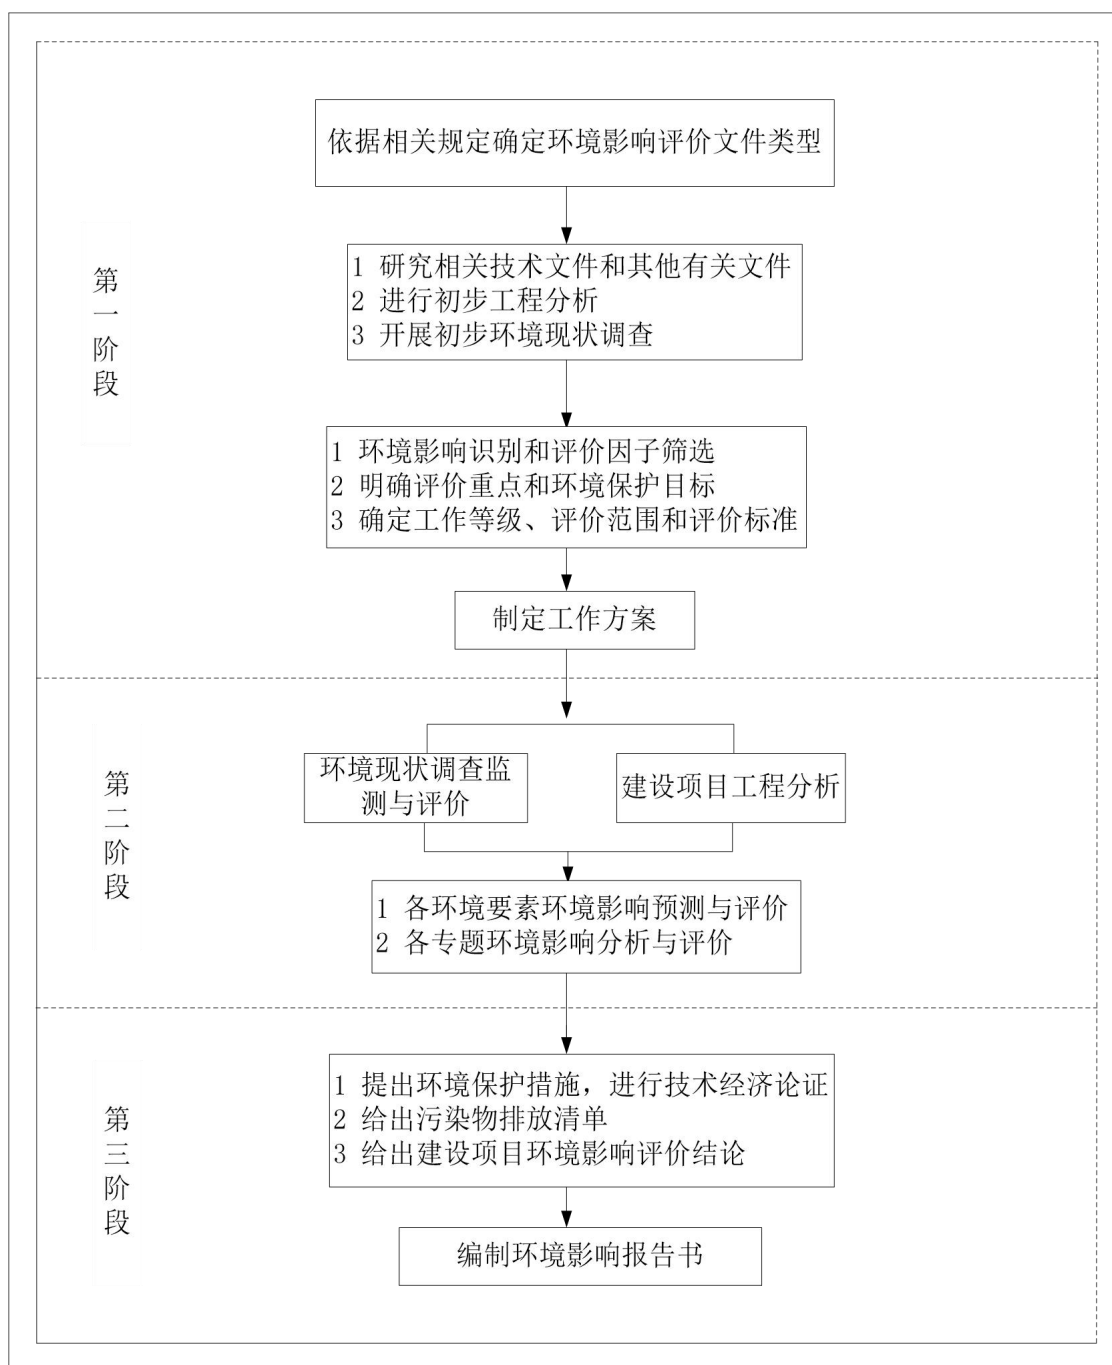 依据相关规定确定环境影响评价文件类型
第一阶段
1 研究相关技术文件和其他有关文件
2 进行初步工程分析
3 开展初步环境现状调查
1 环境影响识别和评价因子筛选
2 明确评价重点和环境保护目标
3 确定工作等级、评价范围和评价标准
制定工作方案
第二阶段
环境现状调查监
测与评价
建设项目工程分析
1 各环境要素环境影响预测与评价
2 各专题环境影响分析与评价
第三阶段
1 提出环境保护措施，进行技术经济论证
2 给出污染物排放清单
3 给出建设项目环境影响评价结论
编制环境影响报告书